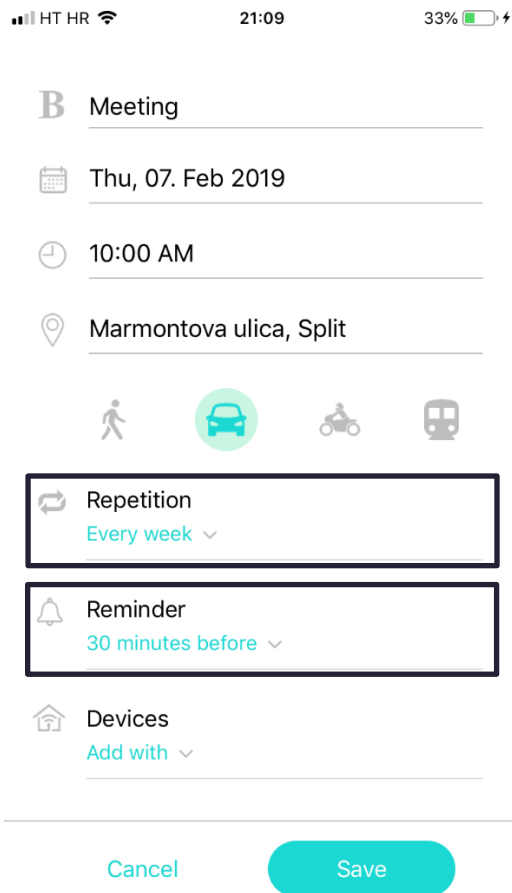 HT HR 21:09 33%
B Meeting
Thu, 07. Feb 2019
10:00 AM
Marmontova ulica, Split
Repetition
Every week
Reminder
30 minutes before
Devices
Add with
Cancel Save